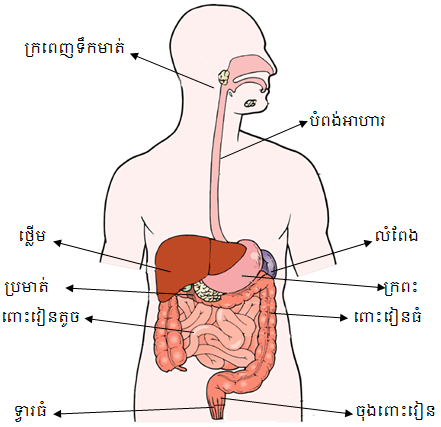 ក្រពេញទឹកមាត់
បំពង់អាហារ
ថ្លើម
លំពែង
ប្រមាត់
ក្រពះ
ពោះវៀនតូច
ពោះវៀនធំ
ទ្វារធំ
ចុងពោះវៀន